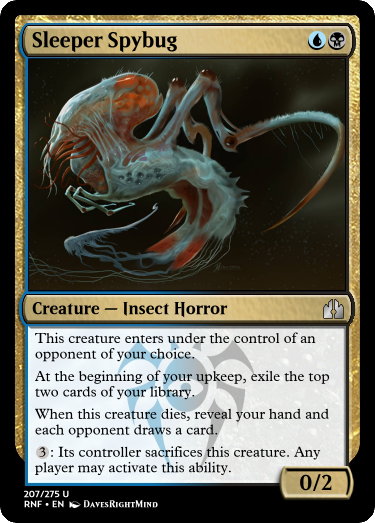 Sleeper Spybug
Creature — Insect Horror
This creature enters under the control of an
opponent of your choice.
At the beginning of your upkeep, exile the top
two cards of your library.
When this creature dies, reveal your hand and
each opponent draws a card.
3: Its controller sacrifices this creature. Any
player may activate this ability.
0/2
207/275 U
RNF • EN DavesRightMind